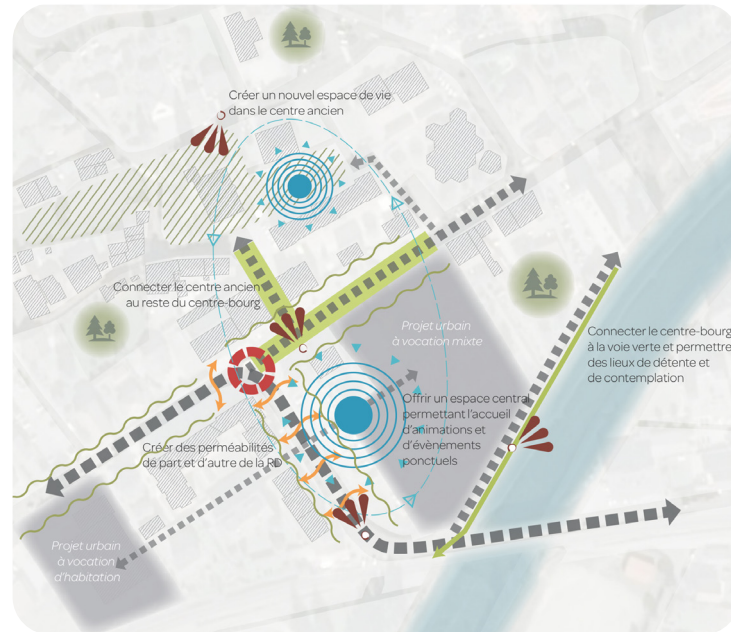 Créer un nouvel espace de vie
dans le centre ancien
Connecter le centre ancien
au reste du centre-bourg
Projet urbain
à vocation mixte
Connecter le centre-bourg
à la voie verte et permettre
des lieux de détente et
de contemplation
Offrir un espace central
permettant l'accueil
d'animations et
d'évènements
ponctuels
Créer des perméabilités
de part et d'autre de la RD
Projet urbain
à vocation
d'habitation